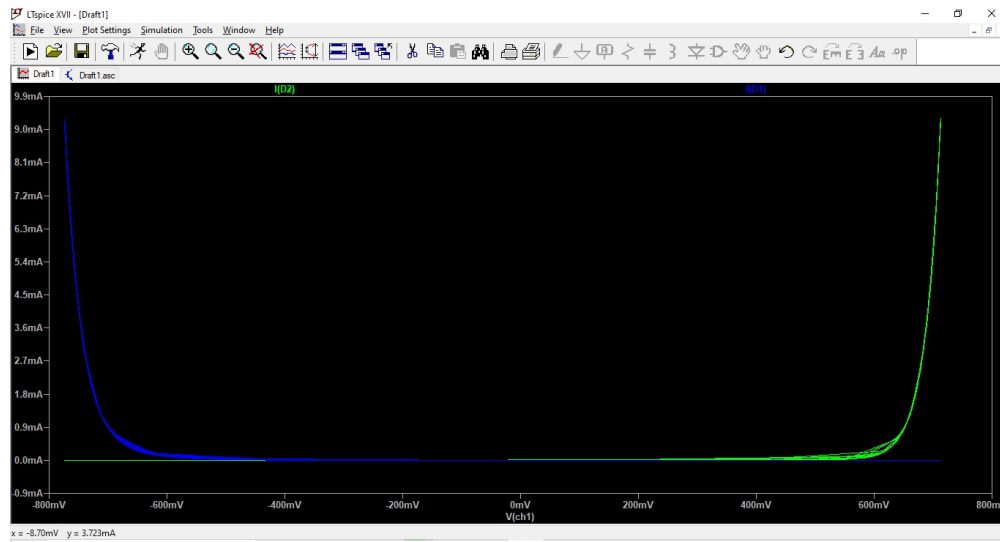 LTspice XVII - [Draft1]
File View Plot Settings Simulation Tools Window Help
Draft1 Draft1.asc
I(D2) I(D1)
9.9mA
9.0mA
8.1mA
7.2mA
6.3mA
5.4mA
4.5mA
3.6mA
2.7mA
1.8mA
0.9mA
0.0mA
-0.9mA
-800mV -600mV -400mV -200mV 0mV 200mV 400mV 600mV 800m
V(ch1)
x = -8.70mV y = 3.723mA